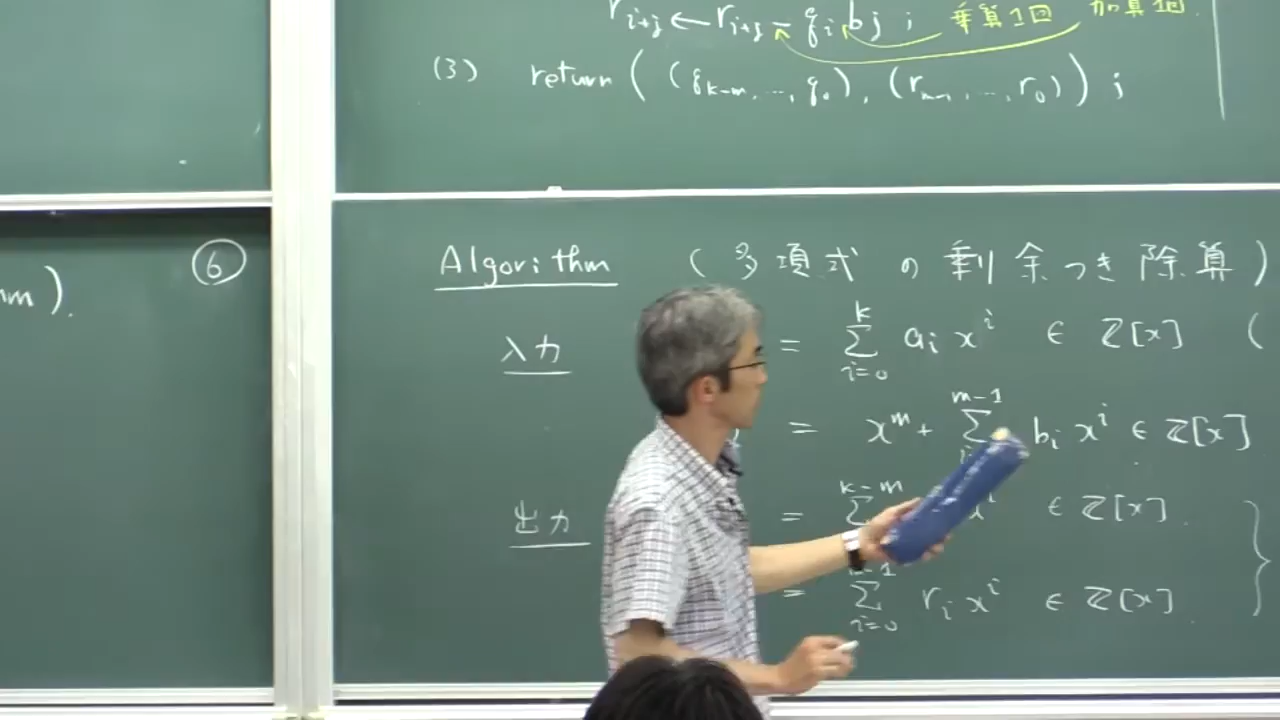 r_{i+j} ← r_{i+j} - q_i b_j ; 乗算1回 加算1回
(3) return ( (q_{k-m}, ..., q_0), (r_{m-1}, ..., r_0) ) ;
nm).
⑥
Algorithm (多項式の剰余つき除算)
入力 = Σ_{i=0}^{k} a_i x^i ∈ ℤ[x] (
= x^m + Σ^{m-1} b_i x^i ∈ ℤ[x]
出力 = Σ^{k-m} x^i ∈ ℤ[x].
= Σ_{i=0}^{m-1} r_i x^i ∈ ℤ[x] }